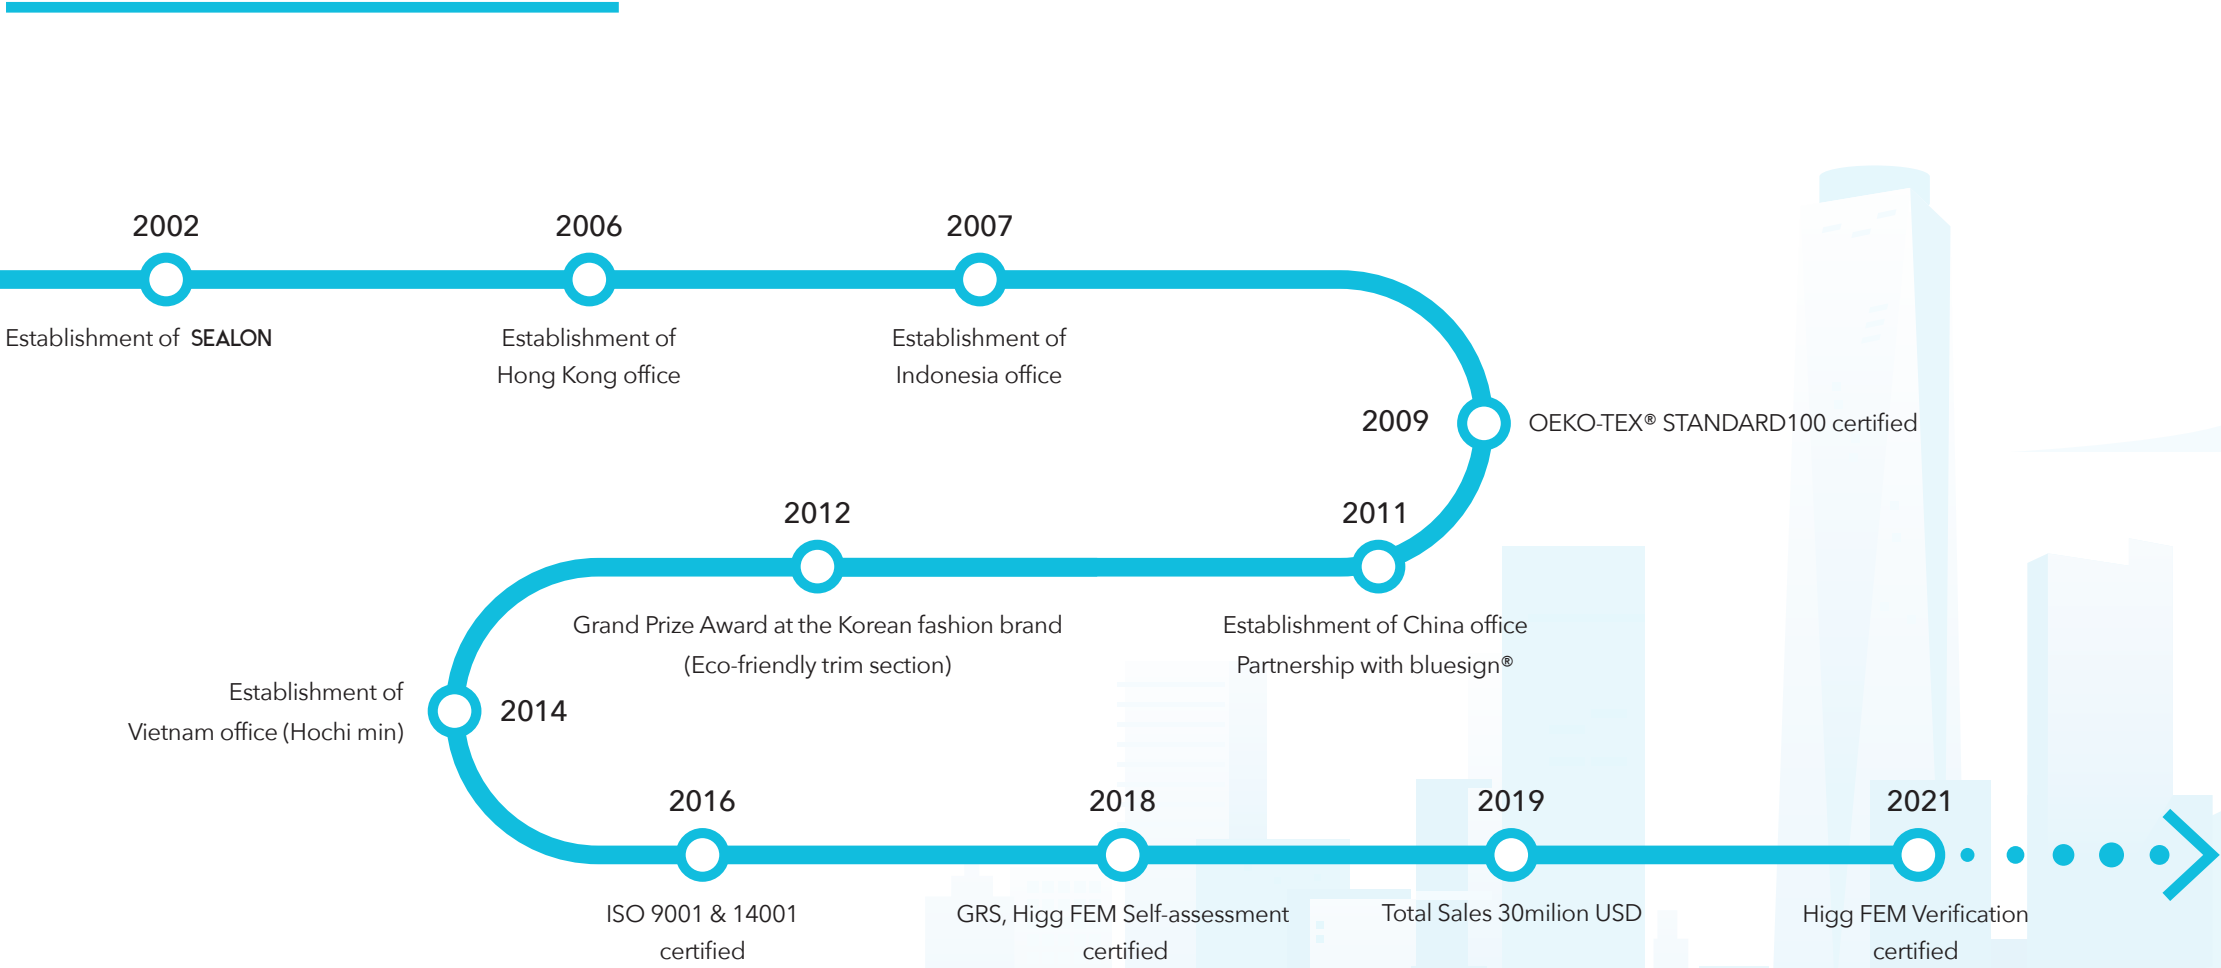 2002
Establishment of SEALON
2006
Establishment of
Hong Kong office
2007
Establishment of
Indonesia office
2009
OEKO-TEX® STANDARD100 certified
2011
Establishment of China office
Partnership with bluesign®
2012
Grand Prize Award at the Korean fashion brand
(Eco-friendly trim section)
2014
Establishment of
Vietnam office (Hochi min)
2016
ISO 9001 & 14001
certified
2018
GRS, Higg FEM Self-assessment
certified
2019
Total Sales 30milion USD
2021
Higg FEM Verification
certified